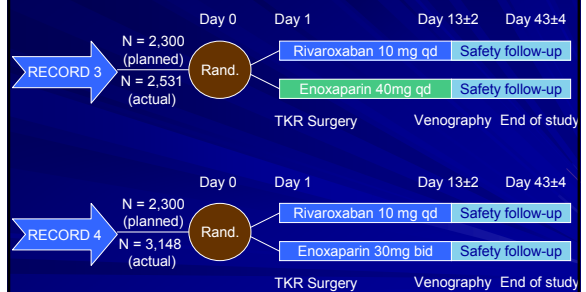 Day 0 Day 1 Day 13±2 Day 43±4
N = 2,300
(planned)
RECORD 3
N = 2,531
(actual)
Rand.
Rivaroxaban 10 mg qd Safety follow-up
Enoxaparin 40mg qd Safety follow-up
TKR Surgery Venography End of study
Day 0 Day 1 Day 13±2 Day 43±4
N = 2,300
(planned)
RECORD 4
N = 3,148
(actual)
Rand.
Rivaroxaban 10 mg qd Safety follow-up
Enoxaparin 30mg bid Safety follow-up
TKR Surgery Venography End of study